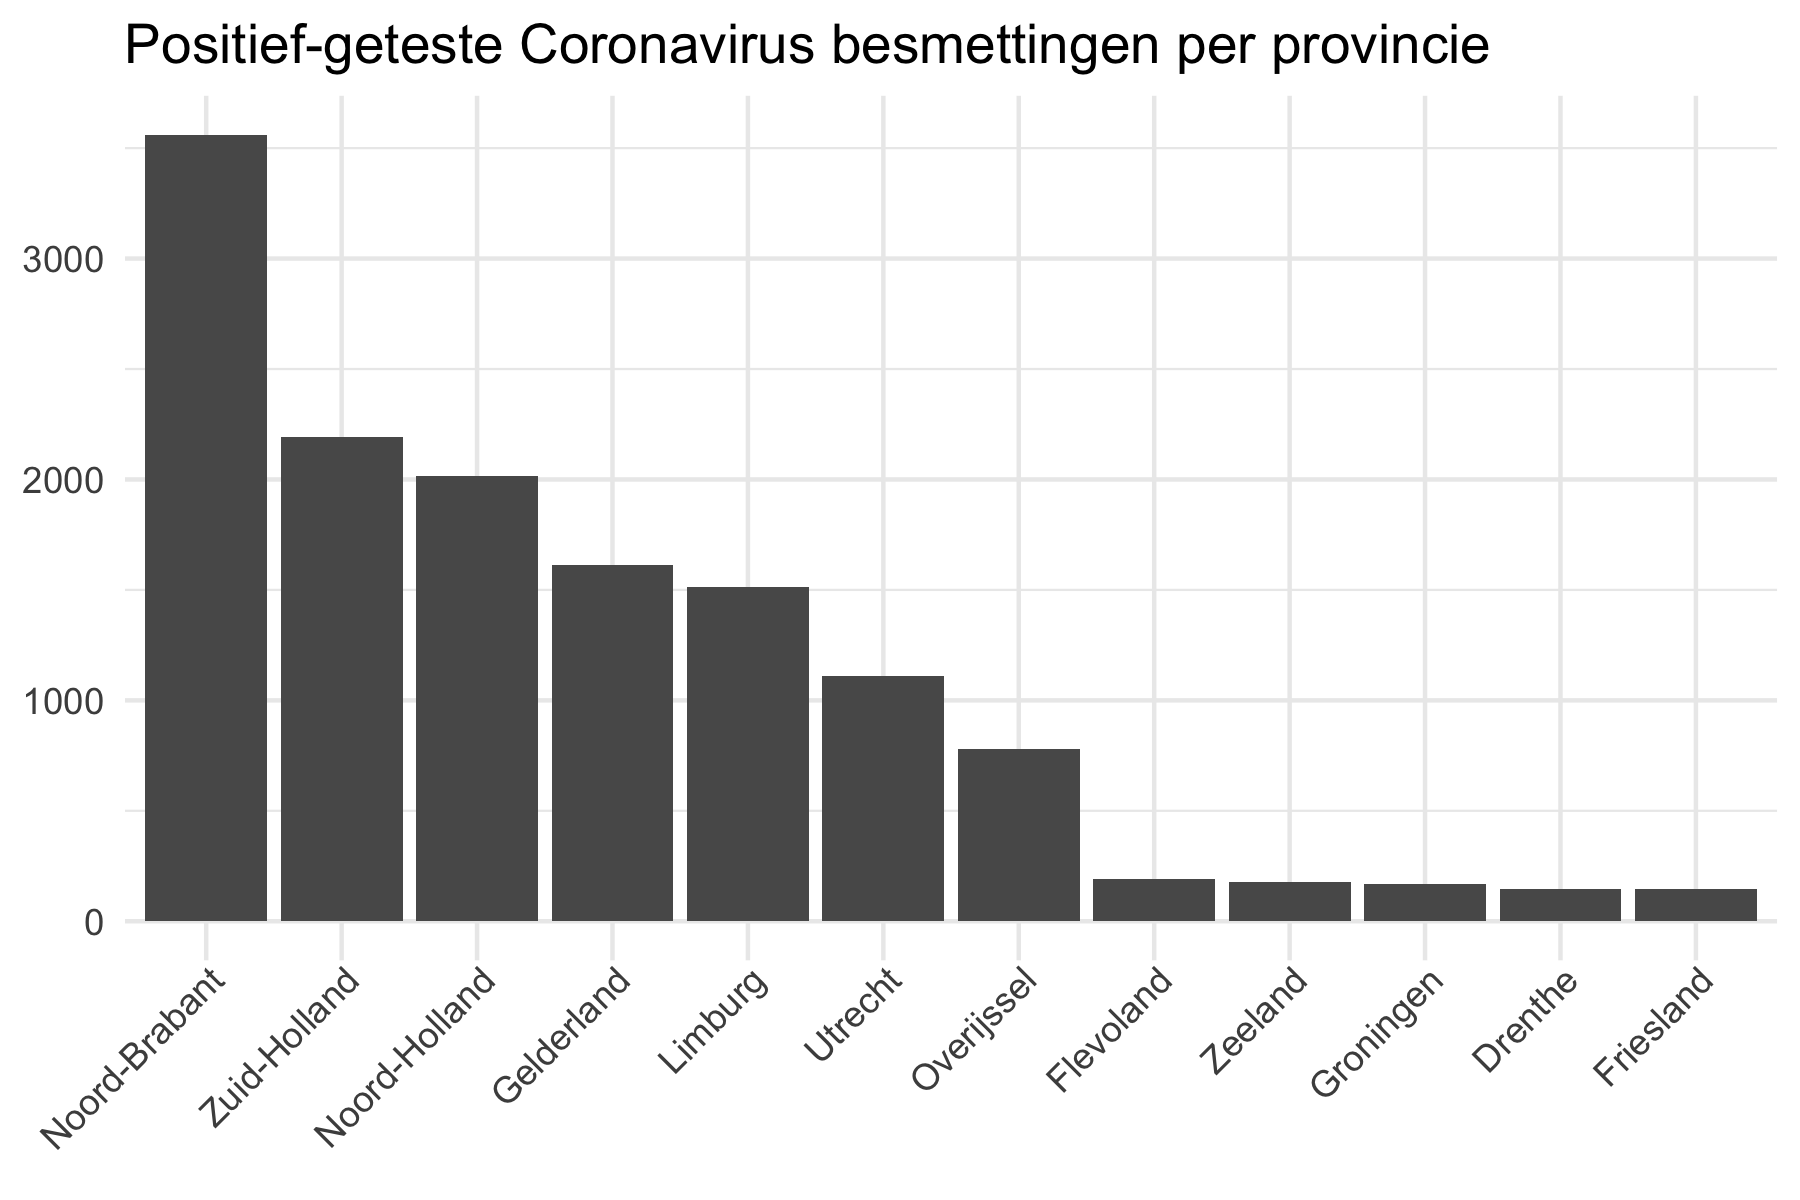 Positief-geteste Coronavirus besmettingen per provincie
3000
2000
1000
0
Noord-Brabant
Zuid-Holland
Noord-Holland
Gelderland
Limburg
Utrecht
Overijssel
Flevoland
Zeeland
Groningen
Drenthe
Friesland